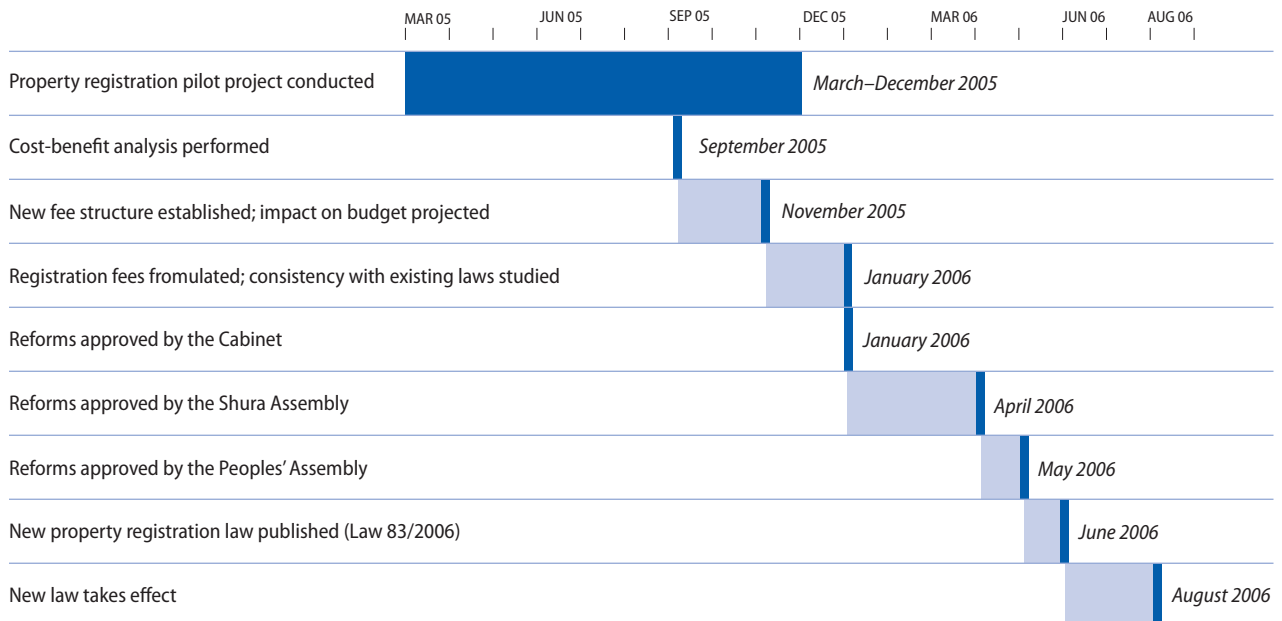 MAR 05 JUN 05 SEP 05 DEC 05 MAR 06 JUN 06 AUG 06
Property registration pilot project conducted March–December 2005
Cost-benefit analysis performed September 2005
New fee structure established; impact on budget projected November 2005
Registration fees fromulated; consistency with existing laws studied January 2006
Reforms approved by the Cabinet January 2006
Reforms approved by the Shura Assembly April 2006
Reforms approved by the Peoples’ Assembly May 2006
New property registration law published (Law 83/2006) June 2006
New law takes effect August 2006